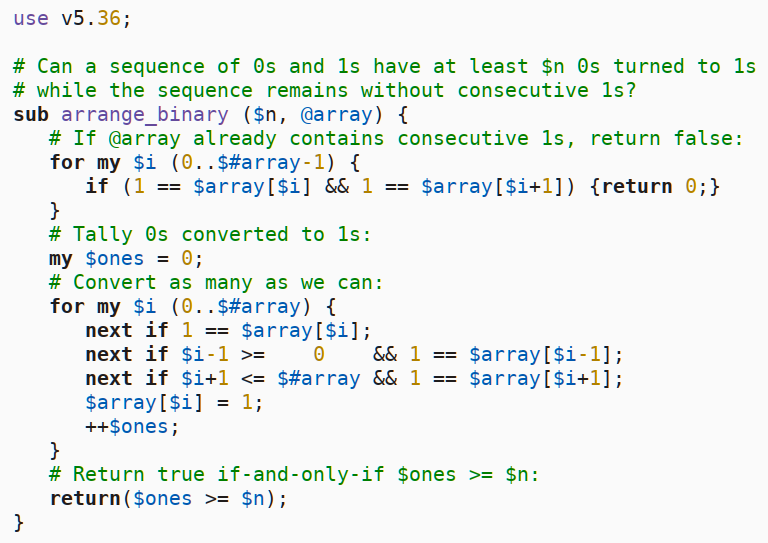 use v5.36;

# Can a sequence of 0s and 1s have at least $n 0s turned to 1s
# while the sequence remains without consecutive 1s?
sub arrange_binary ($n, @array) {
   # If @array already contains consecutive 1s, return false:
   for my $i (0..$#array-1) {
      if (1 == $array[$i] && 1 == $array[$i+1]) {return 0;}
   }
   # Tally 0s converted to 1s:
   my $ones = 0;
   # Convert as many as we can:
   for my $i (0..$#array) {
      next if 1 == $array[$i];
      next if $i-1 >=    0    && 1 == $array[$i-1];
      next if $i+1 <= $#array && 1 == $array[$i+1];
      $array[$i] = 1;
      ++$ones;
   }
   # Return true if-and-only-if $ones >= $n:
   return($ones >= $n);
}